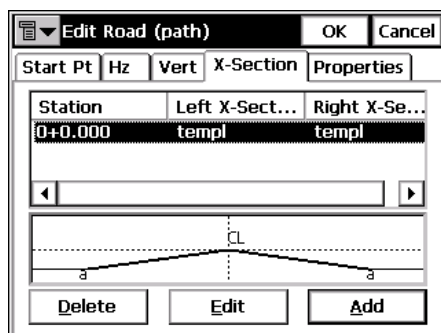 Edit Road (path) OK Cancel
Start Pt Hz Vert X-Section Properties
Station Left X-Sect... Right X-Se...
0+0.000 templ templ
CL
a a
Delete Edit Add